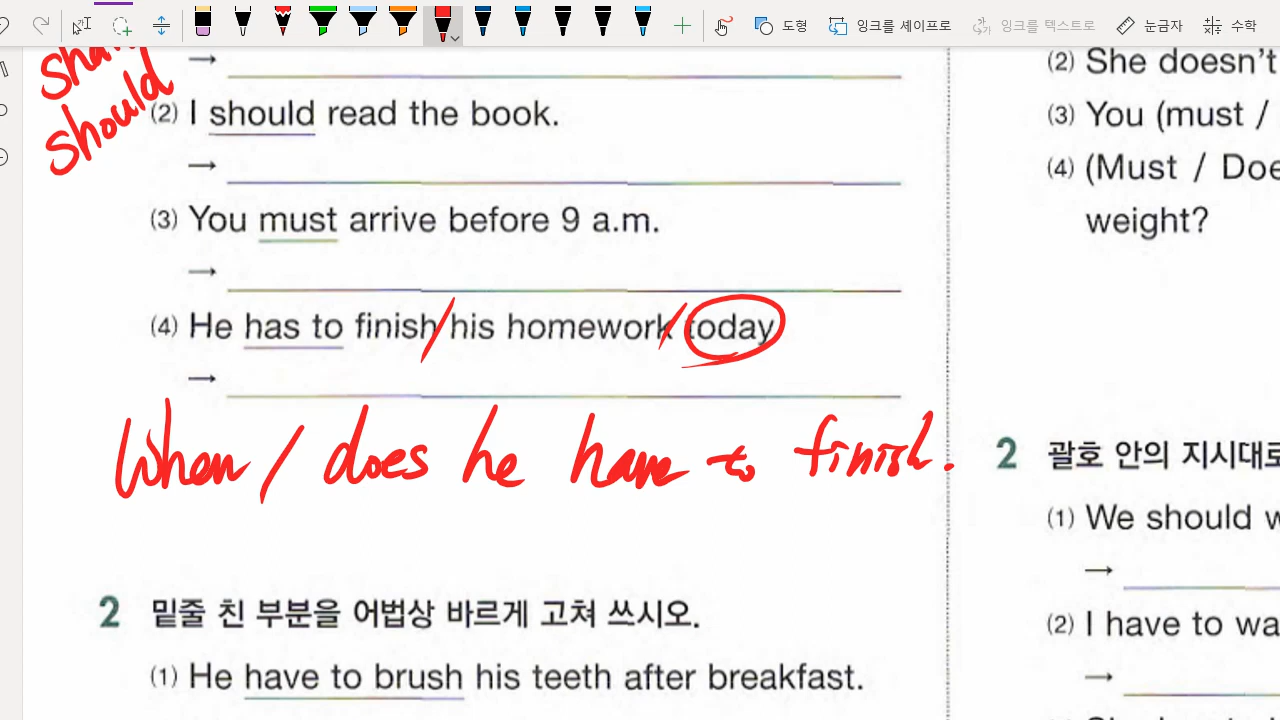 도형
잉크를 셰이프로
잉크를 텍스트로
눈금자
수학
should
→
(2) I should read the book.
→
(3) You must arrive before 9 a.m.
→
(4) He has to finish his homework today
→
When / does he have to finish.
2 밑줄 친 부분을 어법상 바르게 고쳐 쓰시오.
(1) He have to brush his teeth after breakfast.
(2) She doesn't
(3) You (must /
(4) (Must / Doe
weight?
2 괄호 안의 지시대로
(1) We should w
→
(2) I have to wa
→